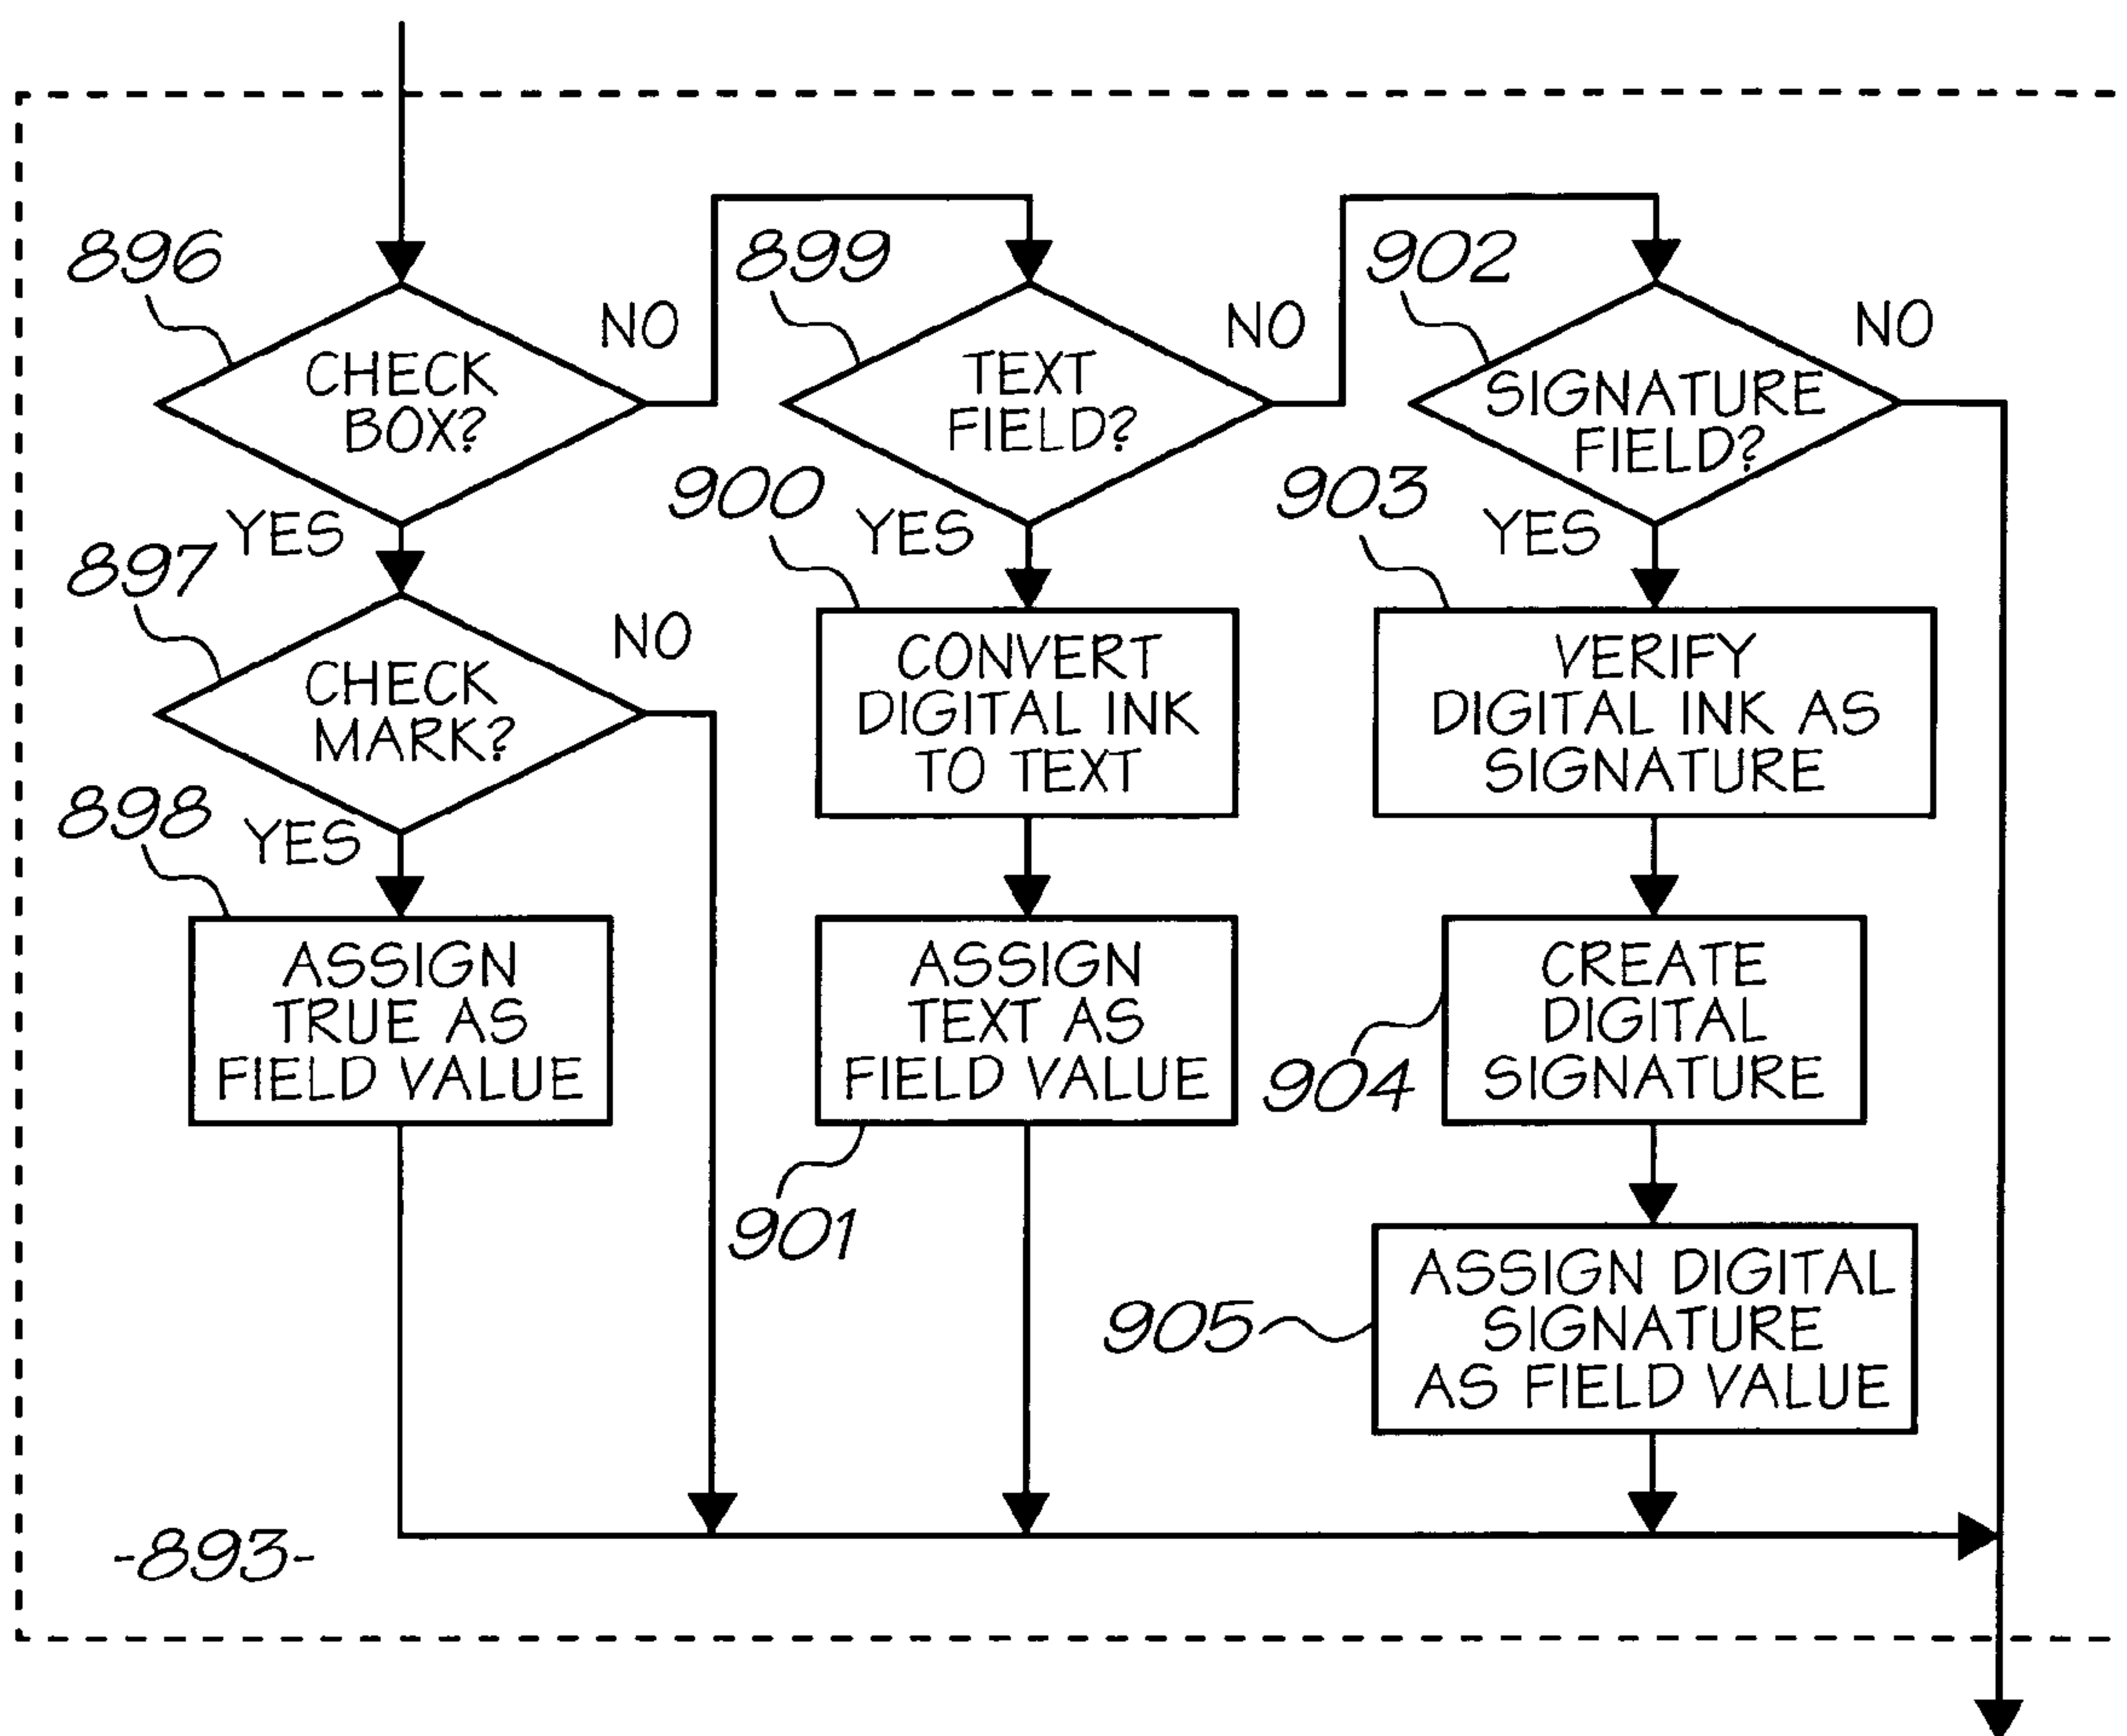 896
CHECK
BOX?
NO
YES
897
CHECK
MARK?
NO
898
YES
ASSIGN
TRUE AS
FIELD VALUE
899
TEXT
FIELD?
NO
900
YES
CONVERT
DIGITAL INK
TO TEXT
ASSIGN
TEXT AS
FIELD VALUE
901
902
SIGNATURE
FIELD?
NO
903
YES
VERIFY
DIGITAL INK AS
SIGNATURE
CREATE
DIGITAL
SIGNATURE
904
ASSIGN DIGITAL
SIGNATURE
AS FIELD VALUE
905
-893-